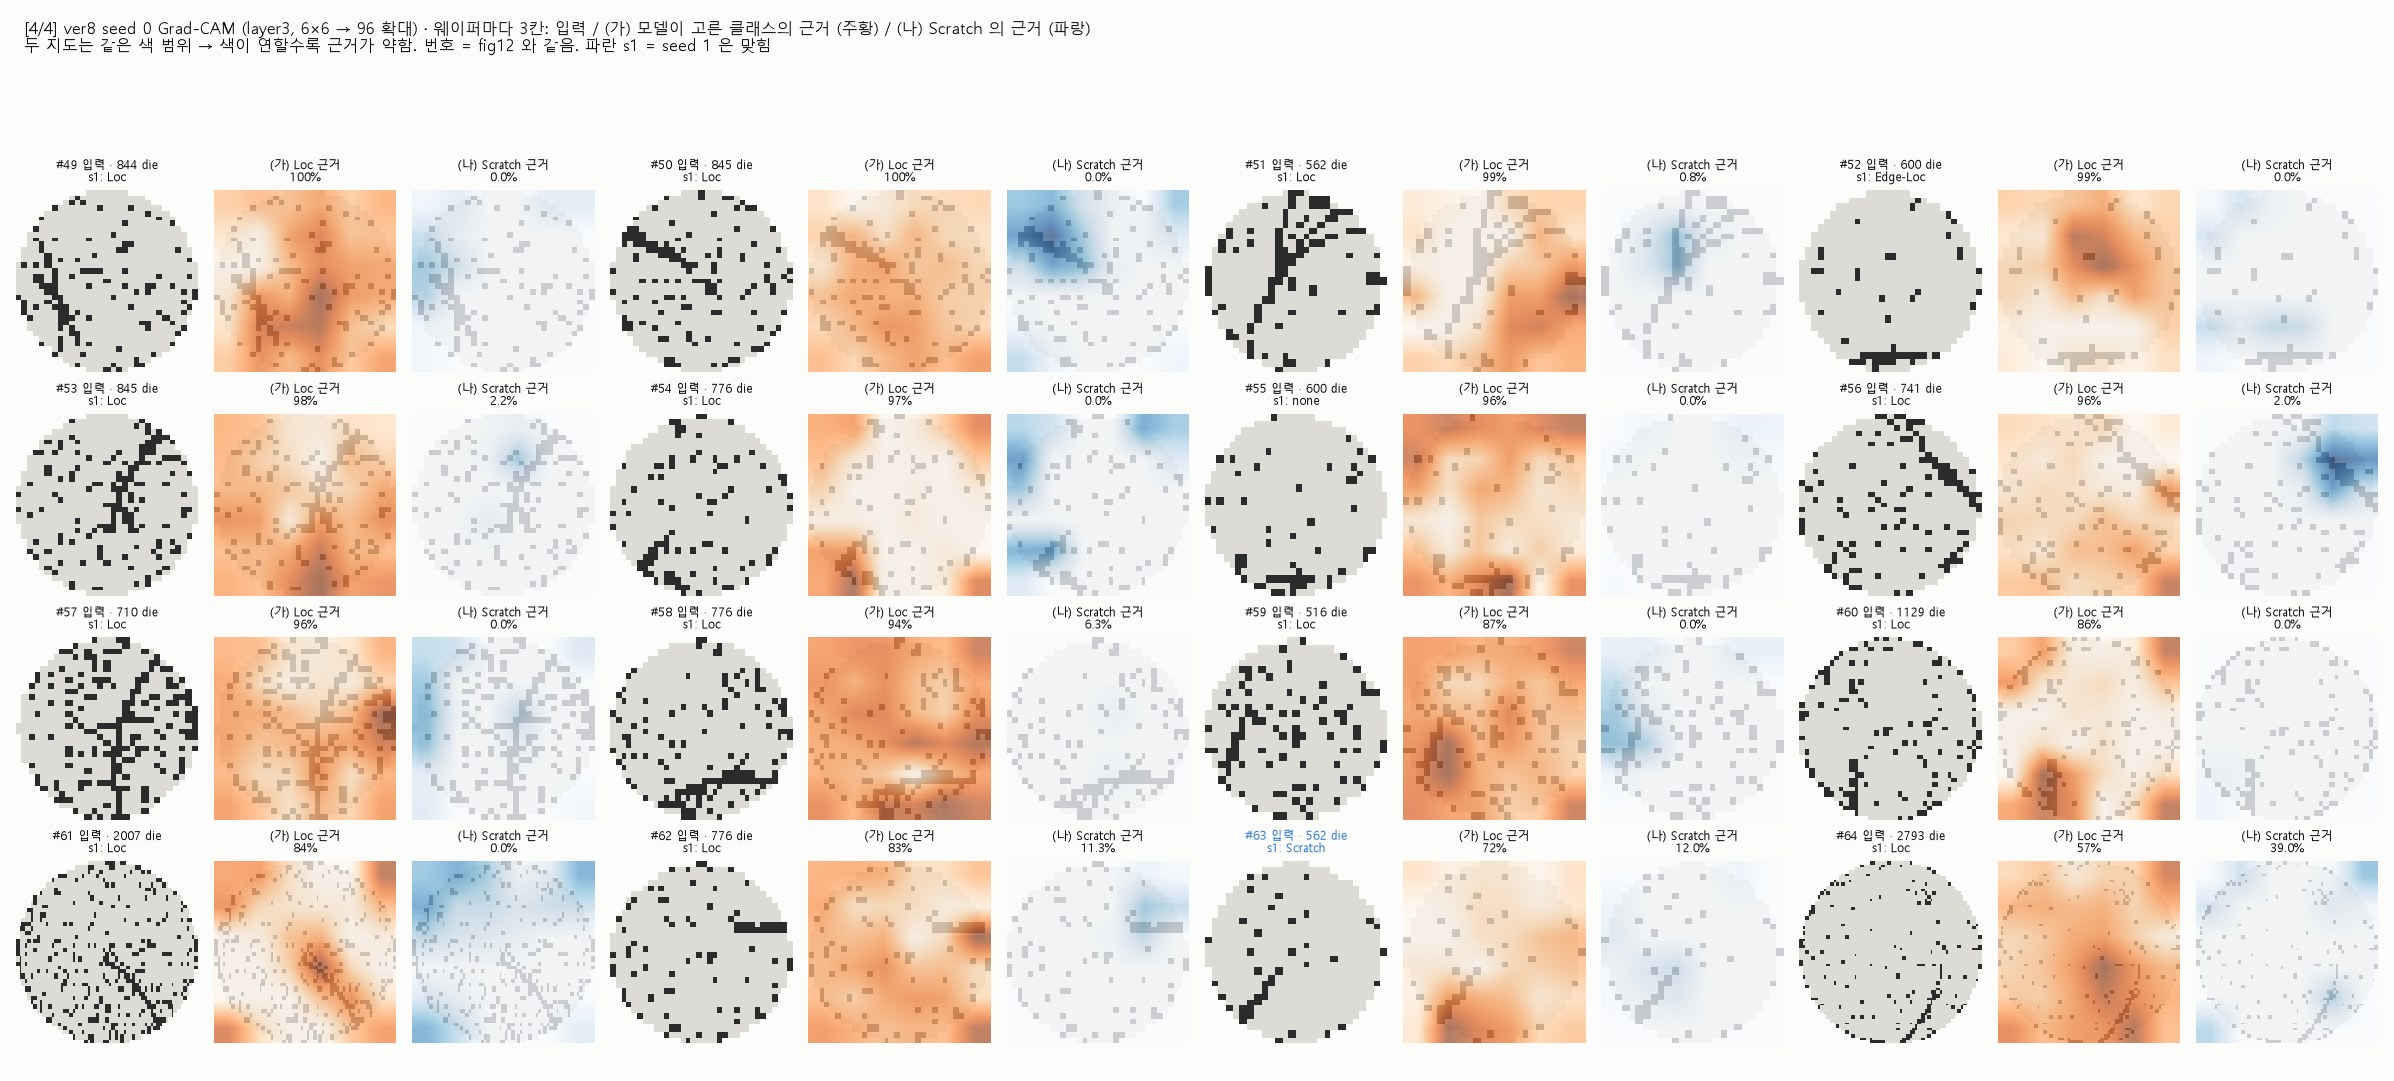 [4/4] ver8 seed 0 Grad-CAM (layer3, 6×6 → 96 확대) · 웨이퍼마다 3칸: 입력 / (가) 모델이 고른 클래스의 근거 (주황) / (나) Scratch 의 근거 (파랑)
두 지도는 같은 색 범위 → 색이 연할수록 근거가 약함. 번호 = fig12 와 같음. 파란 s1 = seed 1 은 맞힘
#49 입력 · 844 die (가) Loc 근거 (나) Scratch 근거 #50 입력 · 845 die (가) Loc 근거 (나) Scratch 근거 #51 입력 · 562 die (가) Loc 근거 (나) Scratch 근거 #52 입력 · 600 die (가) Loc 근거 (나) Scratch 근거
s1: Loc 100% 0.0% s1: Loc 100% 0.0% s1: Loc 99% 0.8% s1: Edge-Loc 99% 0.0%
#53 입력 · 845 die (가) Loc 근거 (나) Scratch 근거 #54 입력 · 776 die (가) Loc 근거 (나) Scratch 근거 #55 입력 · 600 die (가) Loc 근거 (나) Scratch 근거 #56 입력 · 741 die (가) Loc 근거 (나) Scratch 근거
s1: Loc 98% 2.2% s1: Loc 97% 0.0% s1: none 96% 0.0% s1: Loc 96% 2.0%
#57 입력 · 710 die (가) Loc 근거 (나) Scratch 근거 #58 입력 · 776 die (가) Loc 근거 (나) Scratch 근거 #59 입력 · 516 die (가) Loc 근거 (나) Scratch 근거 #60 입력 · 1129 die (가) Loc 근거 (나) Scratch 근거
s1: Loc 96% 0.0% s1: Loc 94% 6.3% s1: Loc 87% 0.0% s1: Loc 86% 0.0%
#61 입력 · 2007 die (가) Loc 근거 (나) Scratch 근거 #62 입력 · 776 die (가) Loc 근거 (나) Scratch 근거 #63 입력 · 562 die (가) Loc 근거 (나) Scratch 근거 #64 입력 · 2793 die (가) Loc 근거 (나) Scratch 근거
s1: Loc 84% 0.0% s1: Loc 83% 11.3% s1: Scratch 72% 12.0% s1: Loc 57% 39.0%